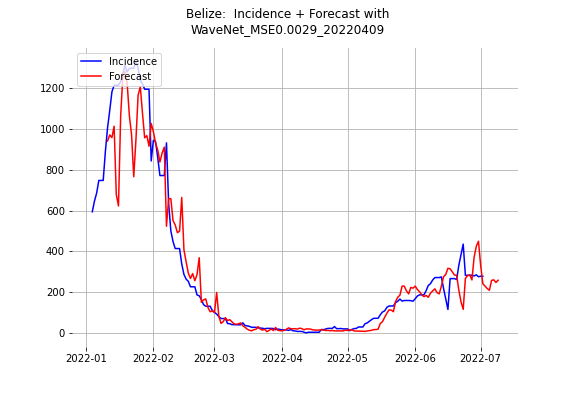 Belize:  Incidence + Forecast with
WaveNet_MSE0.0029_20220409
Incidence
Forecast
1200
1000
800
600
400
200
0
2022-01 2022-02 2022-03 2022-04 2022-05 2022-06 2022-07